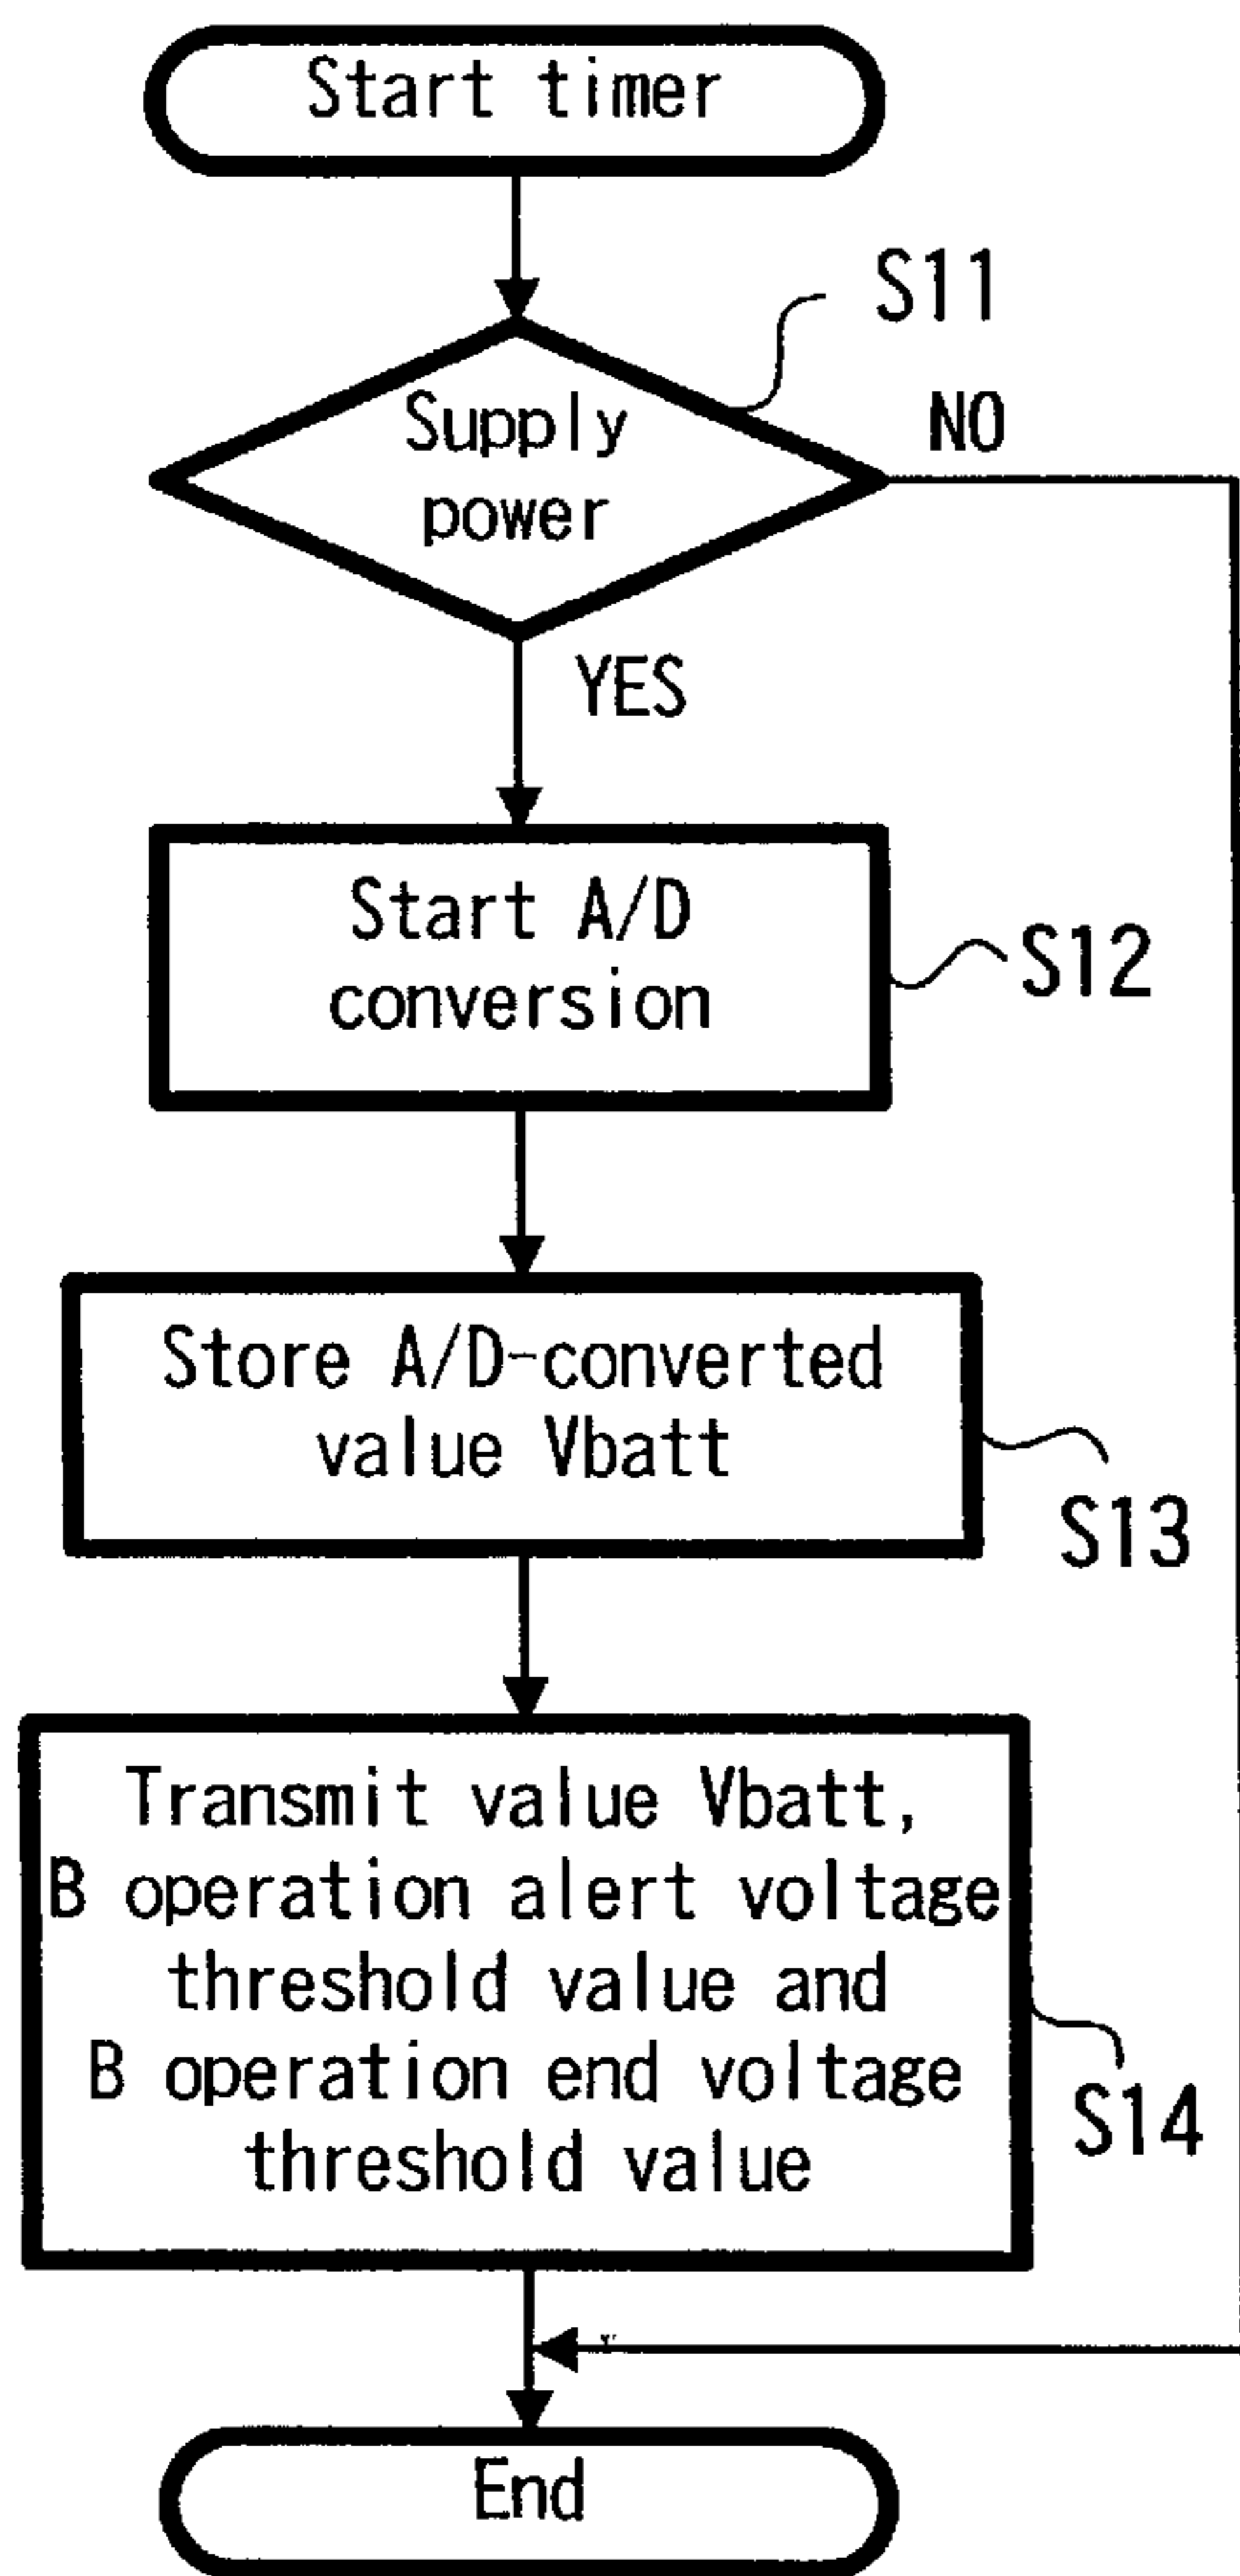 Start timer
S11
Supply
power
NO
YES
Start A/D
conversion
S12
Store A/D-converted
value Vbatt
S13
Transmit value Vbatt,
B operation alert voltage
threshold value and
B operation end voltage
threshold value
S14
End